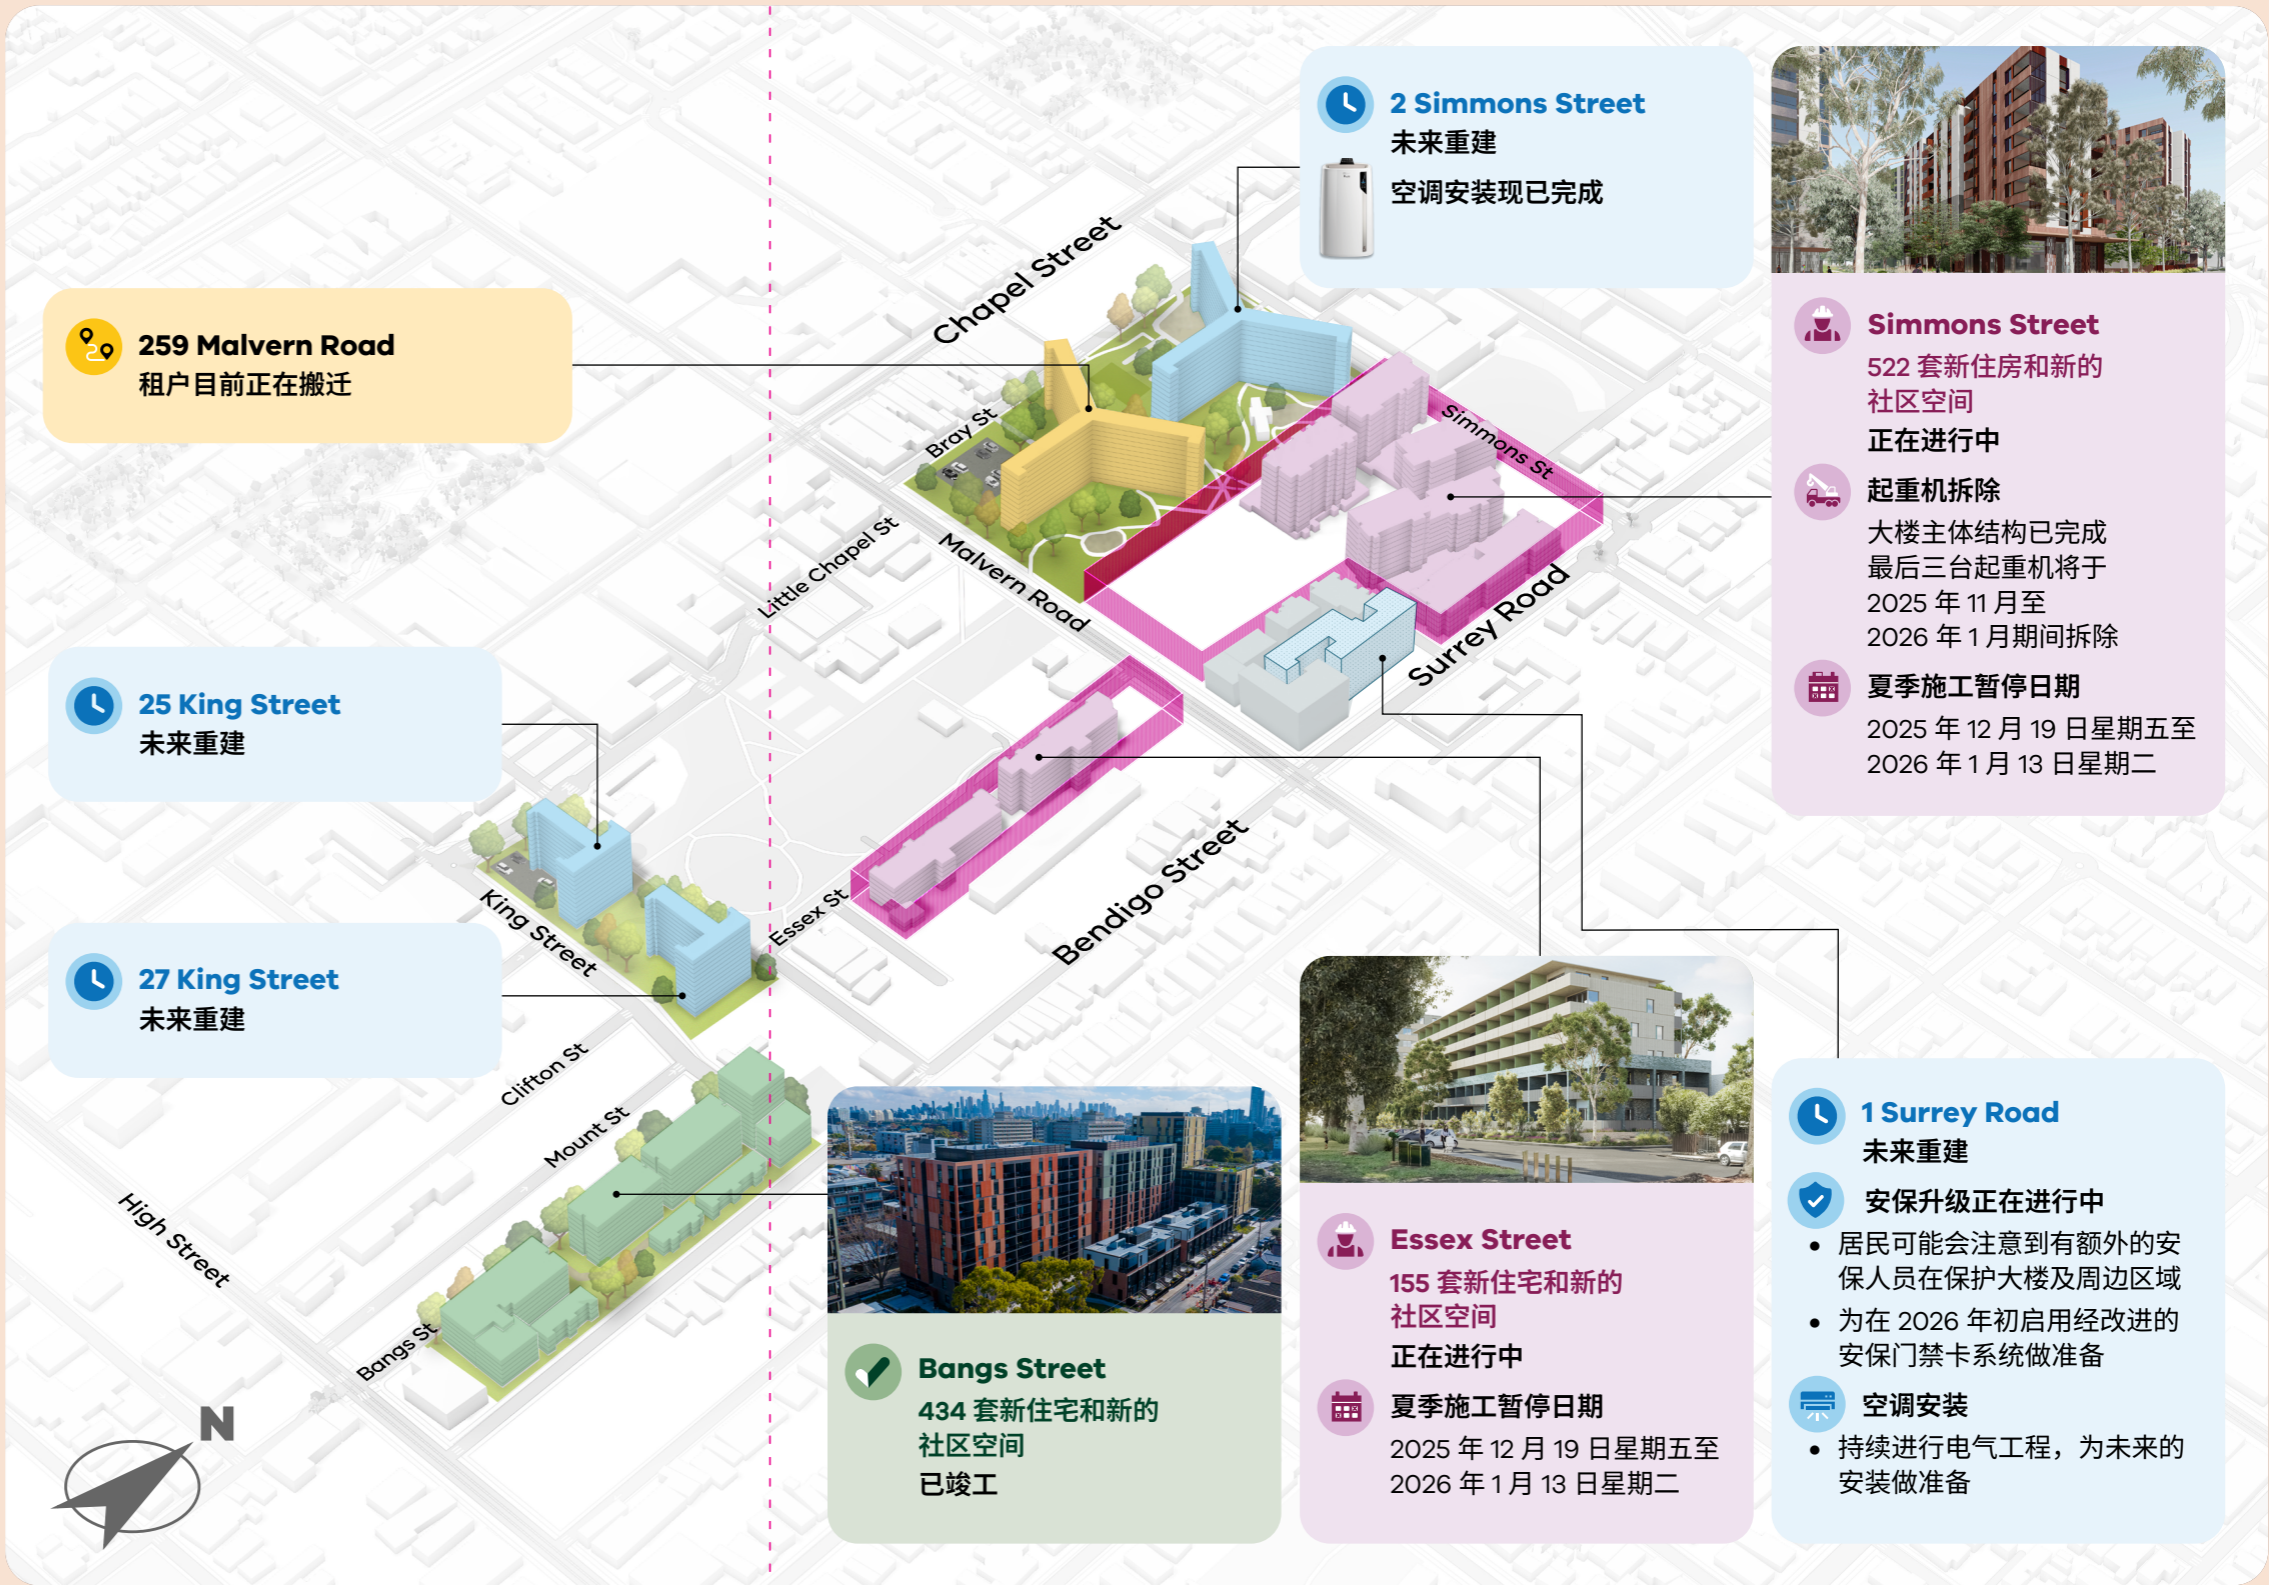 2 Simmons Street
未来重建
空调安装现已完成
Simmons Street
522 套新住房和新的
社区空间
正在进行中
起重机拆除
大楼主体结构已完成
最后三台起重机将于
2025 年 11 月至
2026 年 1 月期间拆除
夏季施工暂停日期
2025 年 12 月 19 日星期五至
2026 年 1 月 13 日星期二
259 Malvern Road
租户目前正在搬迁
25 King Street
未来重建
27 King Street
未来重建
Chapel Street
Bray St
Simmons St
Little Chapel St
Malvern Road
Surrey Road
Essex St
Bendigo Street
King Street
Clifton St
Mount St
High Street
Bangs St
N
Bangs Street
434 套新住宅和新的
社区空间
已竣工
Essex Street
155 套新住宅和新的
社区空间
正在进行中
夏季施工暂停日期
2025 年 12 月 19 日星期五至
2026 年 1 月 13 日星期二
1 Surrey Road
未来重建
安保升级正在进行中
• 居民可能会注意到有额外的安
保人员在保护大楼及周边区域
• 为在 2026 年初启用经改进的
安保门禁卡系统做准备
空调安装
• 持续进行电气工程，为未来的
安装做准备